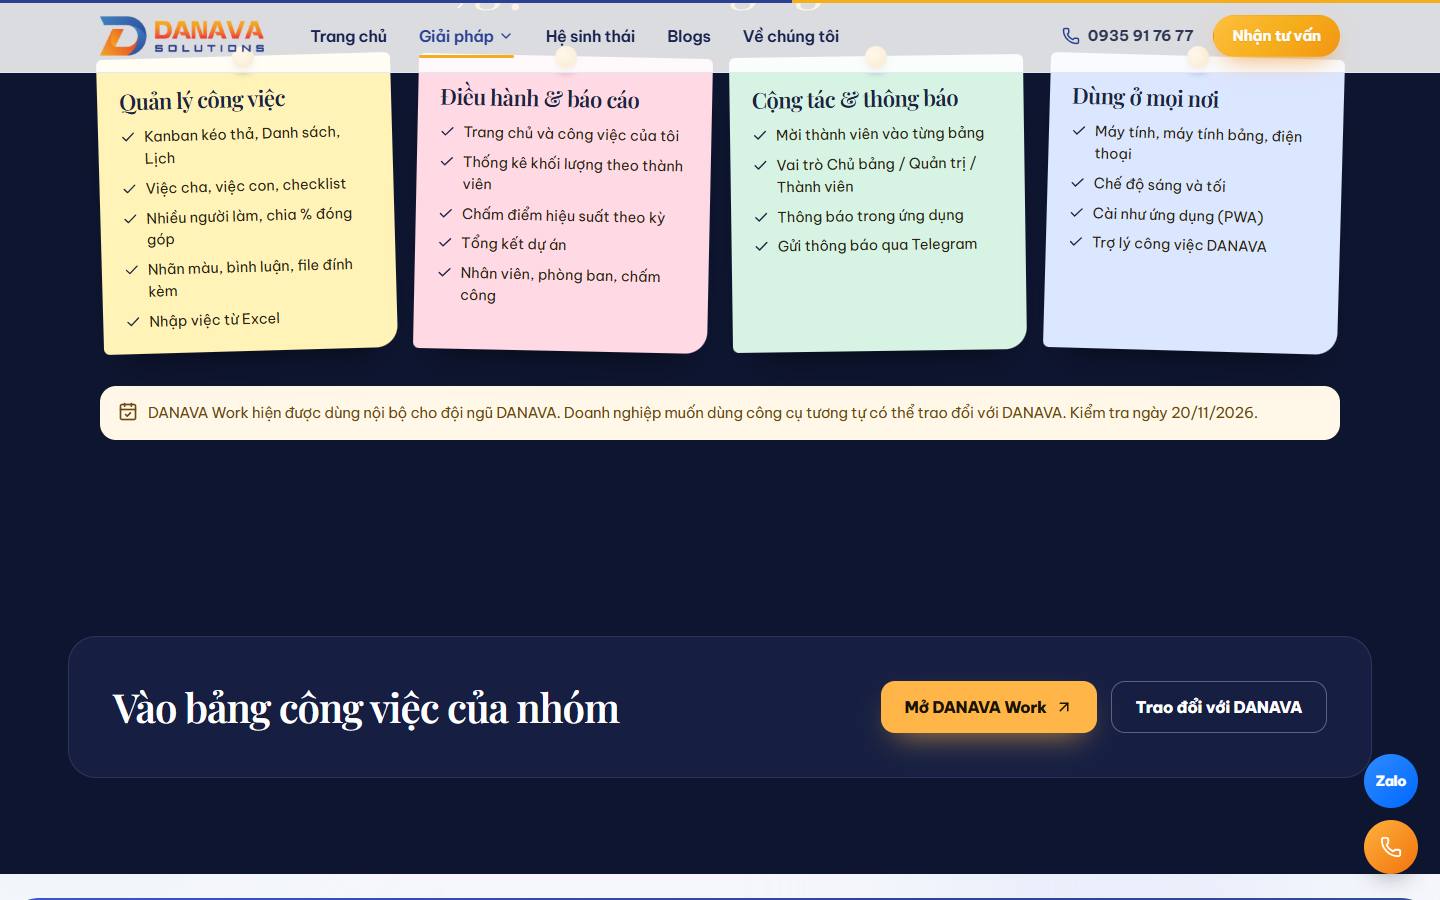 DANAVA
SOLUTIONS
Trang chủ
Giải pháp
Hệ sinh thái
Blogs
Về chúng tôi
0935 91 76 77
Nhận tư vấn
Quản lý công việc
Kanban kéo thả, Danh sách,
Lịch
Việc cha, việc con, checklist
Nhiều người làm, chia % đóng
góp
Nhãn màu, bình luận, file đính
kèm
Nhập việc từ Excel
Điều hành & báo cáo
Trang chủ và công việc của tôi
Thống kê khối lượng theo thành
viên
Chấm điểm hiệu suất theo kỳ
Tổng kết dự án
Nhân viên, phòng ban, chấm
công
Cộng tác & thông báo
Mời thành viên vào từng bảng
Vai trò Chủ bảng / Quản trị /
Thành viên
Thông báo trong ứng dụng
Gửi thông báo qua Telegram
Dùng ở mọi nơi
Máy tính, máy tính bảng, điện
thoại
Chế độ sáng và tối
Cài như ứng dụng (PWA)
Trợ lý công việc DANAVA
DANAVA Work hiện được dùng nội bộ cho đội ngũ DANAVA. Doanh nghiệp muốn dùng công cụ tương tự có thể trao đổi với DANAVA. Kiểm tra ngày 20/11/2026.
Vào bảng công việc của nhóm
Mở DANAVA Work
Trao đổi với DANAVA
Zalo